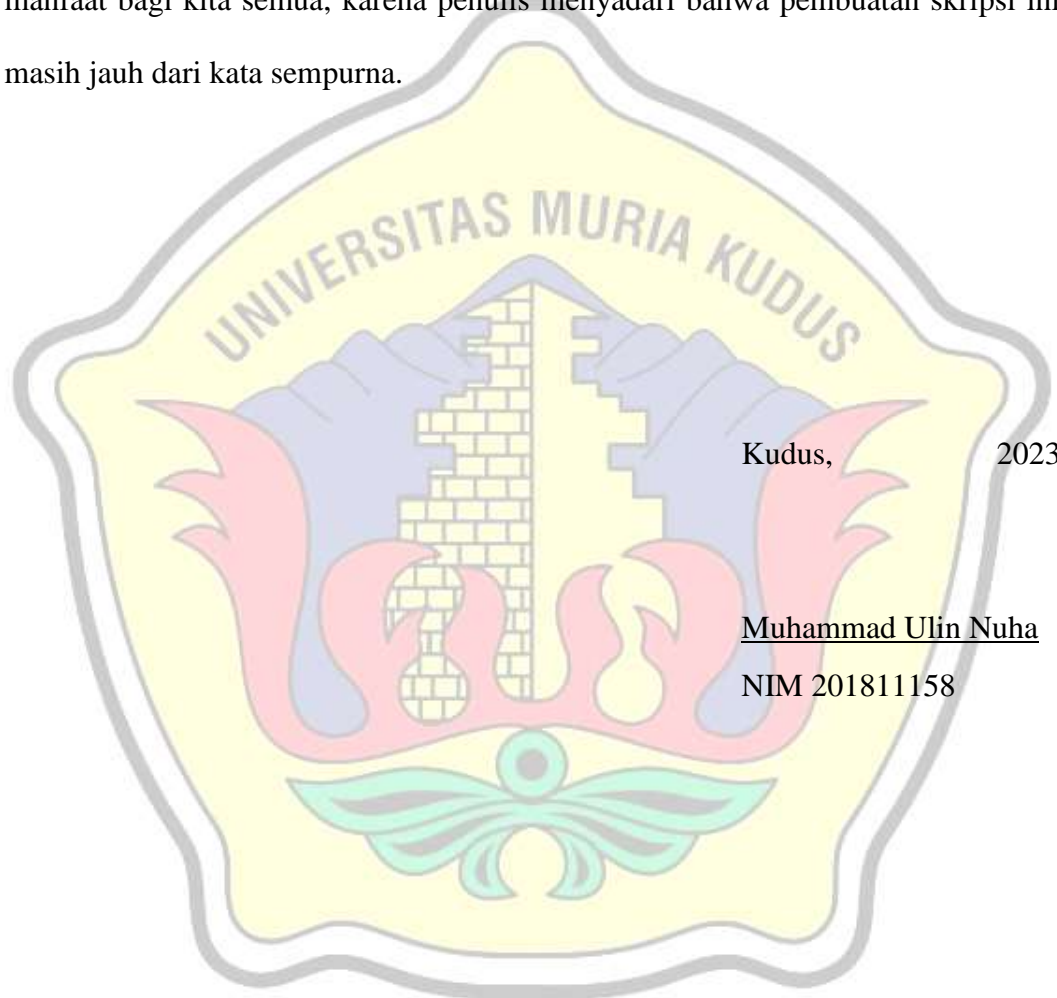 manfaat bagi kita semua, karena penulis menyadari bahwa pembuatan skripsi ini
masih jauh dari kata sempurna.
UNIVERSITAS MURIA KUDUS
Kudus, 2023
Muhammad Ulin Nuha
NIM 201811158